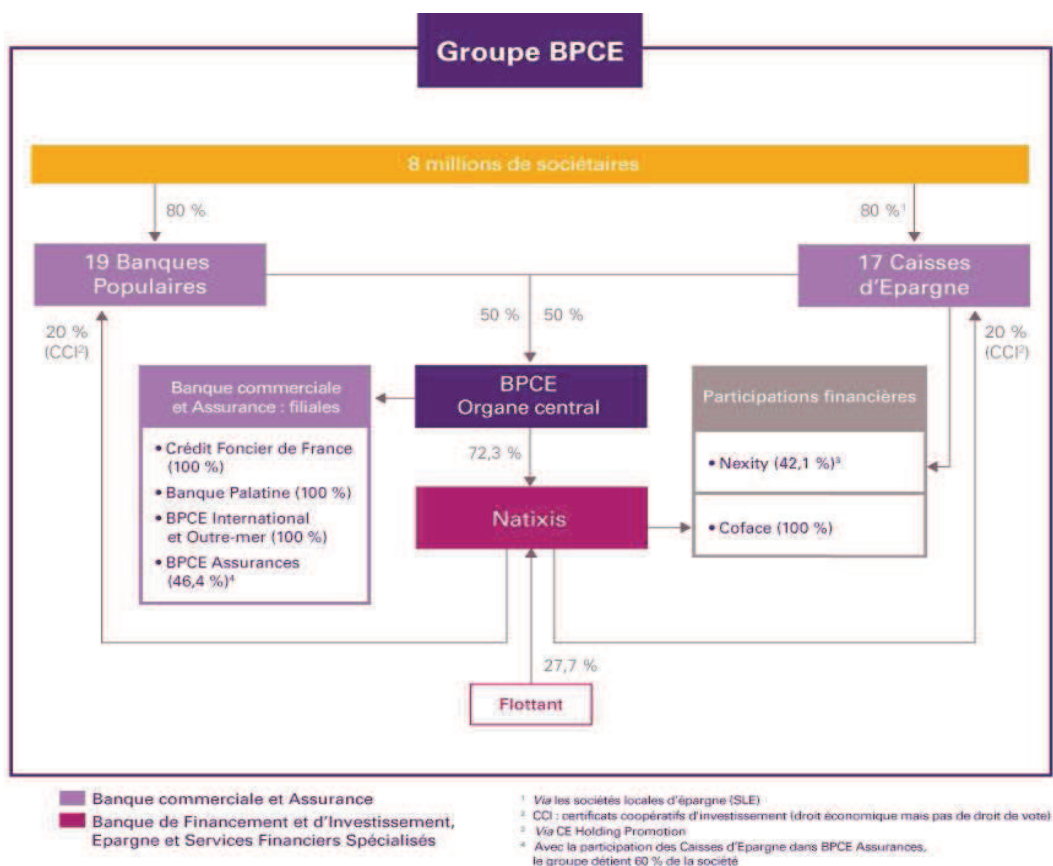 Groupe BPCE
8 millions de sociétaires
80 %
80 %¹
19 Banques
Populaires
17 Caisses
d'Epargne
50 %
50 %
20 %
(CCI²)
20 %
(CCI²)
Banque commerciale
et Assurance : filiales
• Crédit Foncier de France
(100 %)
• Banque Palatine (100 %)
• BPCE International
et Outre-mer (100 %)
• BPCE Assurances
(46,4 %)⁴
BPCE
Organe central
72,3 %
Natixis
Participations financières
• Nexity (42,1 %)³
• Coface (100 %)
27,7 %
Flottant
Banque commerciale et Assurance
Banque de Financement et d'Investissement,
Epargne et Services Financiers Spécialisés
¹ Via les sociétés locales d'épargne (SLE)
² CCI : certificats coopératifs d'investissement (droit économique mais pas de droit de vote)
³ Via CE Holding Promotion
⁴ Avec la participation des Caisses d'Epargne dans BPCE Assurances,
le groupe détient 60 % de la société